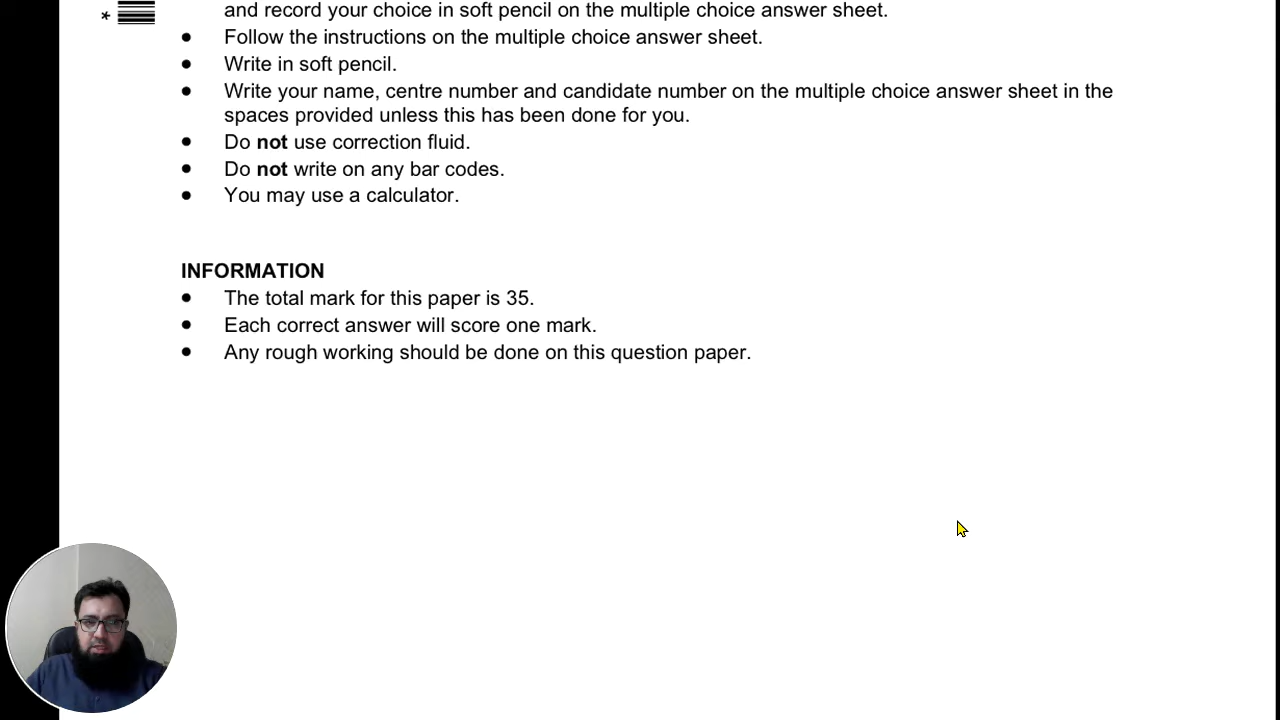 and record your choice in soft pencil on the multiple choice answer sheet.
● Follow the instructions on the multiple choice answer sheet.
● Write in soft pencil.
● Write your name, centre number and candidate number on the multiple choice answer sheet in the
spaces provided unless this has been done for you.
● Do not use correction fluid.
● Do not write on any bar codes.
● You may use a calculator.
INFORMATION
● The total mark for this paper is 35.
● Each correct answer will score one mark.
● Any rough working should be done on this question paper.
*